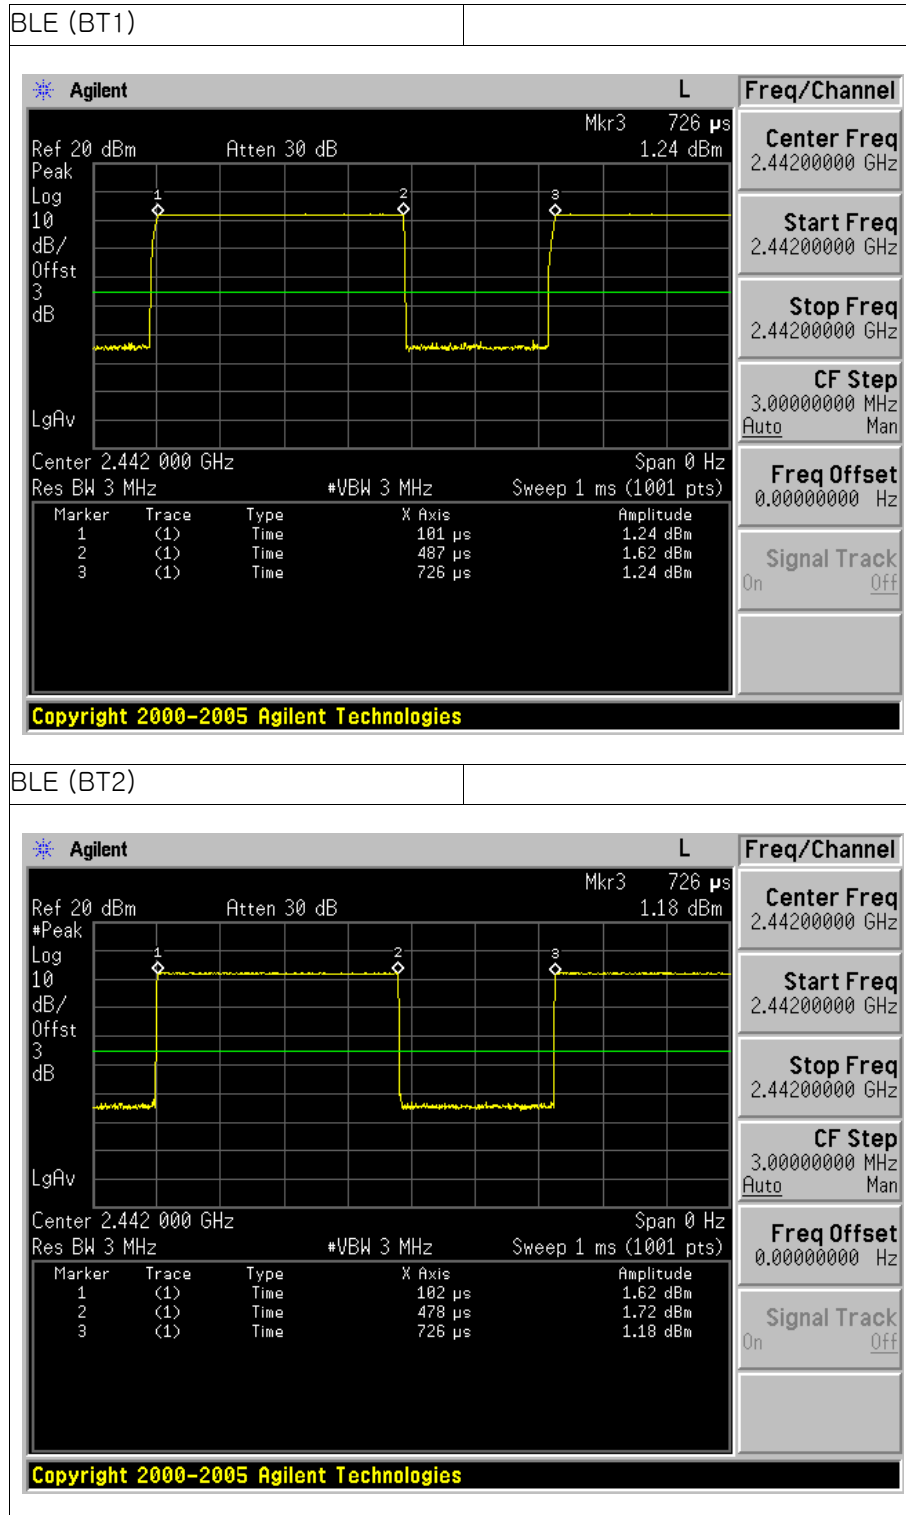 BLE (BT1)
Agilent L Freq/Channel
Mkr3 726 µs
Ref 20 dBm Atten 30 dB 1.24 dBm
Peak
Log
10
dB/
Offst
3
dB
LgAv
1 2 3
Center 2.442 000 GHz Span 0 Hz
Res BW 3 MHz #VBW 3 MHz Sweep 1 ms (1001 pts)
Marker Trace Type X Axis Amplitude
1 (1) Time 101 µs 1.24 dBm
2 (1) Time 487 µs 1.62 dBm
3 (1) Time 726 µs 1.24 dBm
Center Freq
2.44200000 GHz
Start Freq
2.44200000 GHz
Stop Freq
2.44200000 GHz
CF Step
3.00000000 MHz
Auto Man
Freq Offset
0.00000000 Hz
Signal Track
On Off
Copyright 2000-2005 Agilent Technologies
BLE (BT2)
Agilent L Freq/Channel
Mkr3 726 µs
Ref 20 dBm Atten 30 dB 1.18 dBm
#Peak
Log
10
dB/
Offst
3
dB
LgAv
1 2 3
Center 2.442 000 GHz Span 0 Hz
Res BW 3 MHz #VBW 3 MHz Sweep 1 ms (1001 pts)
Marker Trace Type X Axis Amplitude
1 (1) Time 102 µs 1.62 dBm
2 (1) Time 478 µs 1.72 dBm
3 (1) Time 726 µs 1.18 dBm
Center Freq
2.44200000 GHz
Start Freq
2.44200000 GHz
Stop Freq
2.44200000 GHz
CF Step
3.00000000 MHz
Auto Man
Freq Offset
0.00000000 Hz
Signal Track
On Off
Copyright 2000-2005 Agilent Technologies